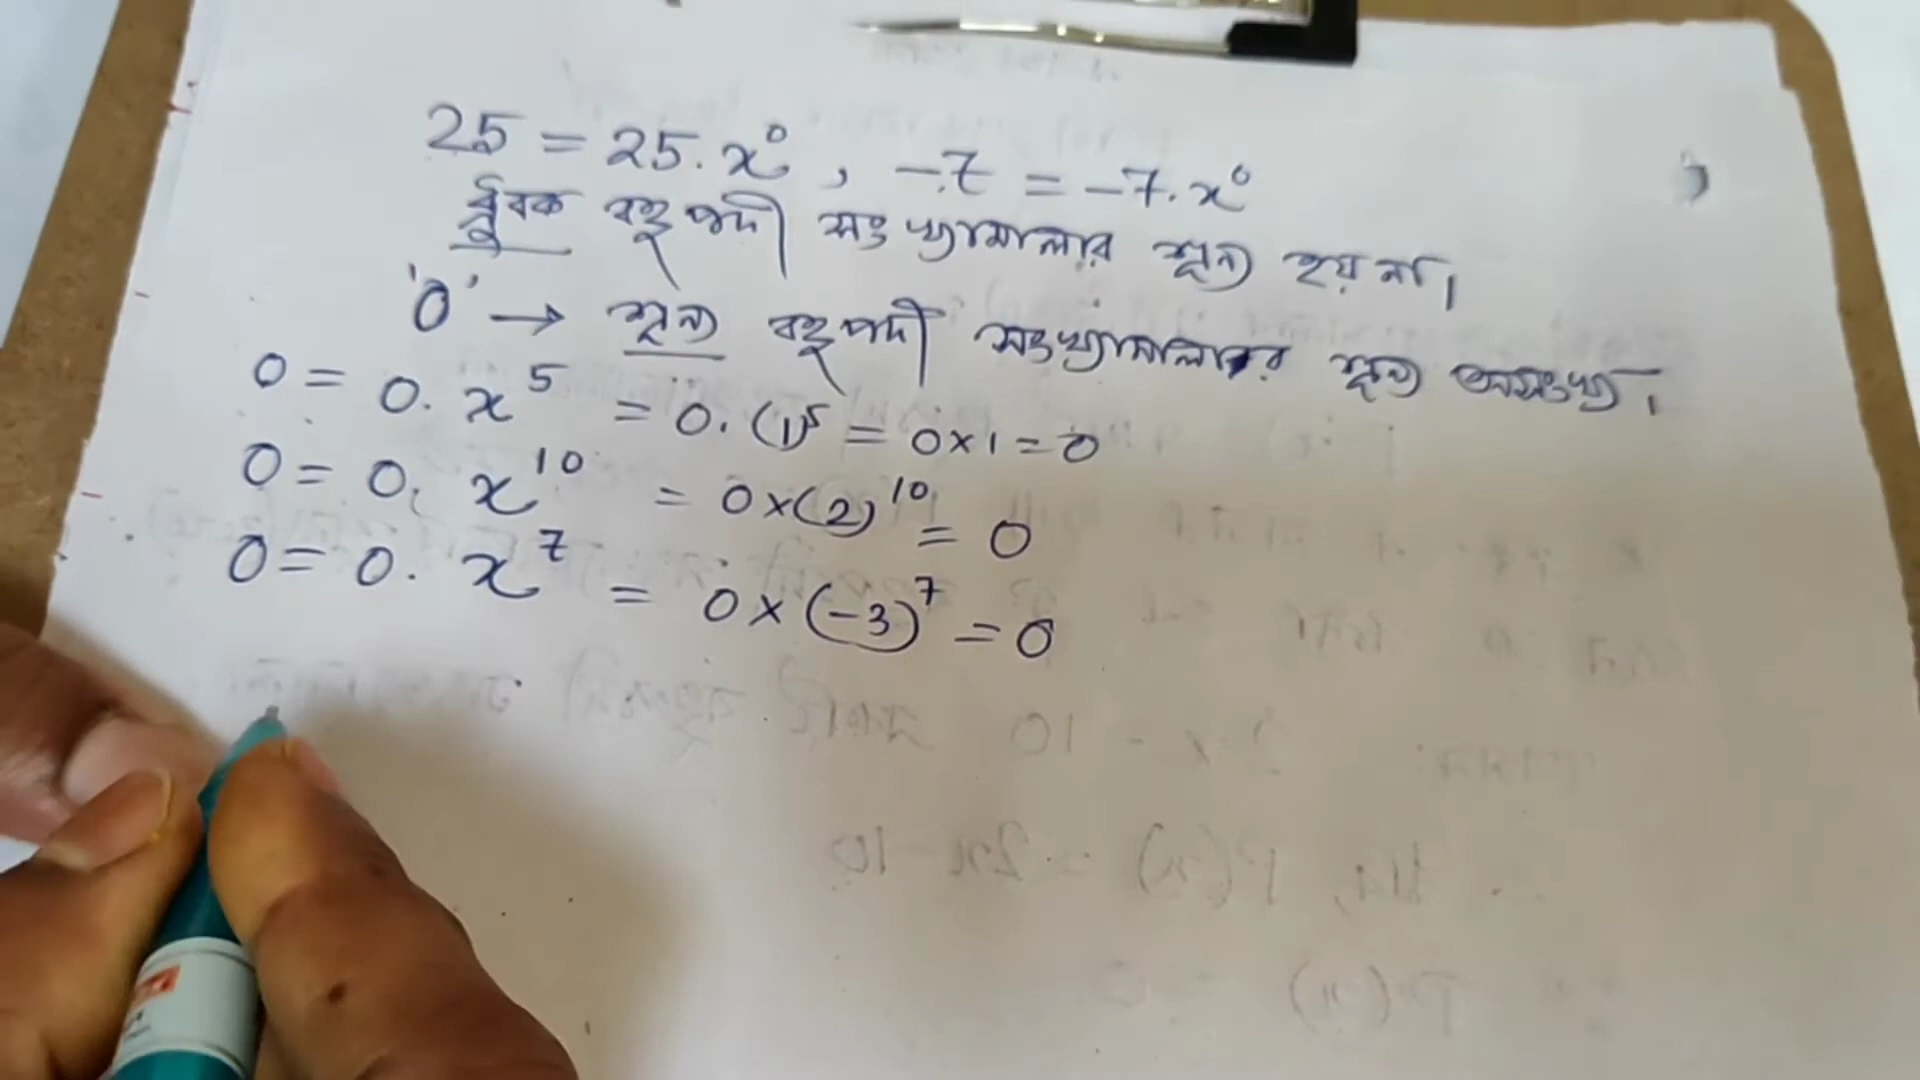 25 = 25.x⁰, -7 = -7.x⁰
ধ্রুবক বহুপদী সংখ্যামালার শূন্য হয় না।
'0' → শূন্য বহুপদী সংখ্যামালার শূন্য অসংখ্য।
0 = 0. x⁵ = 0. (1)⁵ = 0×1 = 0
0 = 0. x¹⁰ = 0×(2)¹⁰ = 0
0 = 0. x⁷ = 0×(-3)⁷ = 0